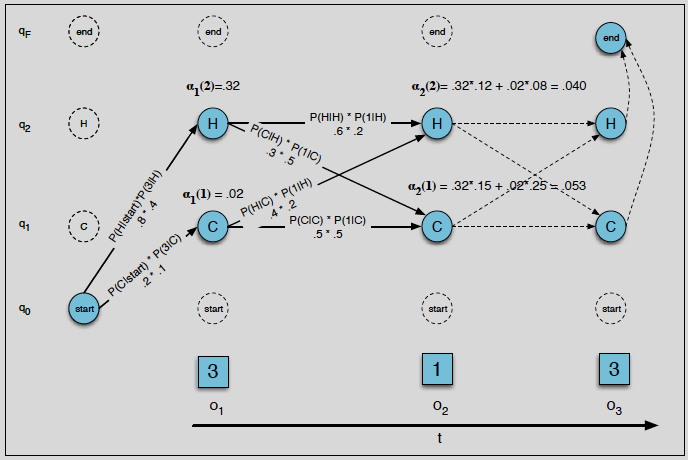 qF end end end end
α1(2)=.32 α2(2)= .32*.12 + .02*.08 = .040
q2 H H H H
P(H|H) * P(1|H)
.6 * .2
P(C|H) * P(1|C)
.3 * .5
P(H|start)*P(3|H)
.8 * .4
α1(1) = .02 α2(1) = .32*.15 + .02*.25 = .053
P(H|C) * P(1|H)
.4 * .2
q1 C C C C
P(C|C) * P(1|C)
.5 * .5
P(C|start) * P(3|C)
.2 * .1
q0 start start start start
3 1 3
o1 o2 o3
t